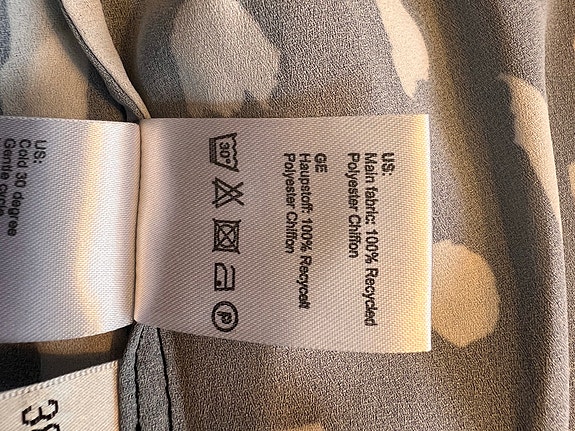 US:
Main fabric: 100% Recycled
Polyester Chiffon
GE
Haupstoff: 100% Recycelt
Polyester Chiffon
30°
P
US:
Cold 30 degree
Gentle cycle